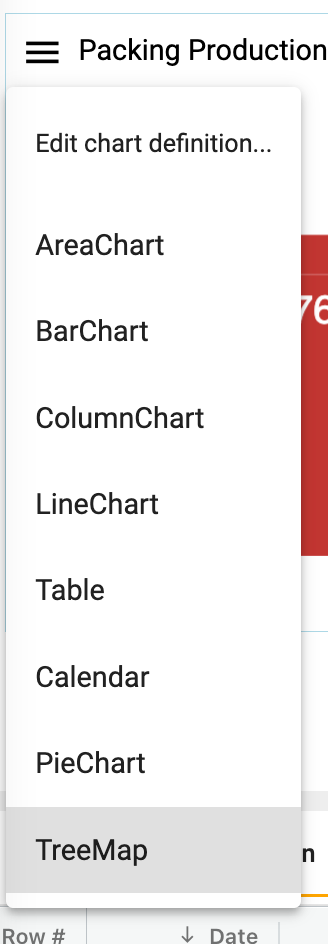 Packing Production
Edit chart definition...
AreaChart
BarChart
76
ColumnChart
LineChart
Table
Calendar
PieChart
TreeMap
n
Row # ↓ Date